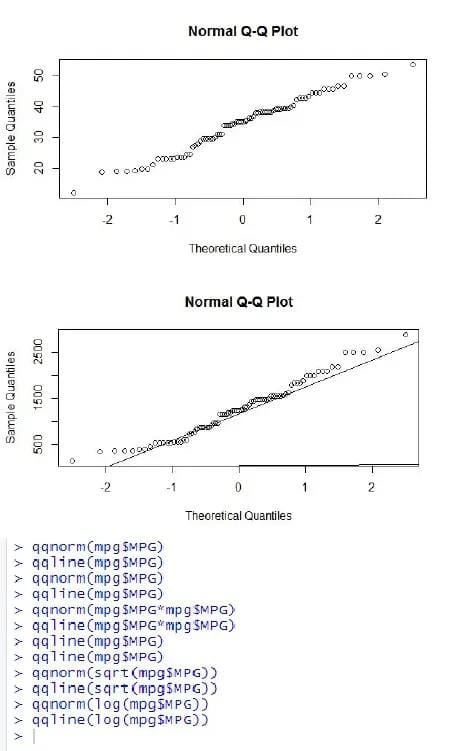 Normal Q-Q Plot
Sample Quantiles
50
40
30
20
-2 -1 0 1 2
Theoretical Quantiles
Normal Q-Q Plot
Sample Quantiles
2500
1500
500
-2 -1 0 1 2
Theoretical Quantiles
> qqnorm(mpg$MPG)
> qqline(mpg$MPG)
> qqnorm(mpg$MPG)
> qqline(mpg$MPG)
> qqnorm(mpg$MPG*mpg$MPG)
> qqline(mpg$MPG*mpg$MPG)
> qqline(mpg$MPG)
> qqline(mpg$MPG)
> qqnorm(sqrt(mpg$MPG))
> qqline(sqrt(mpg$MPG))
> qqnorm(log(mpg$MPG))
> qqline(log(mpg$MPG))
>